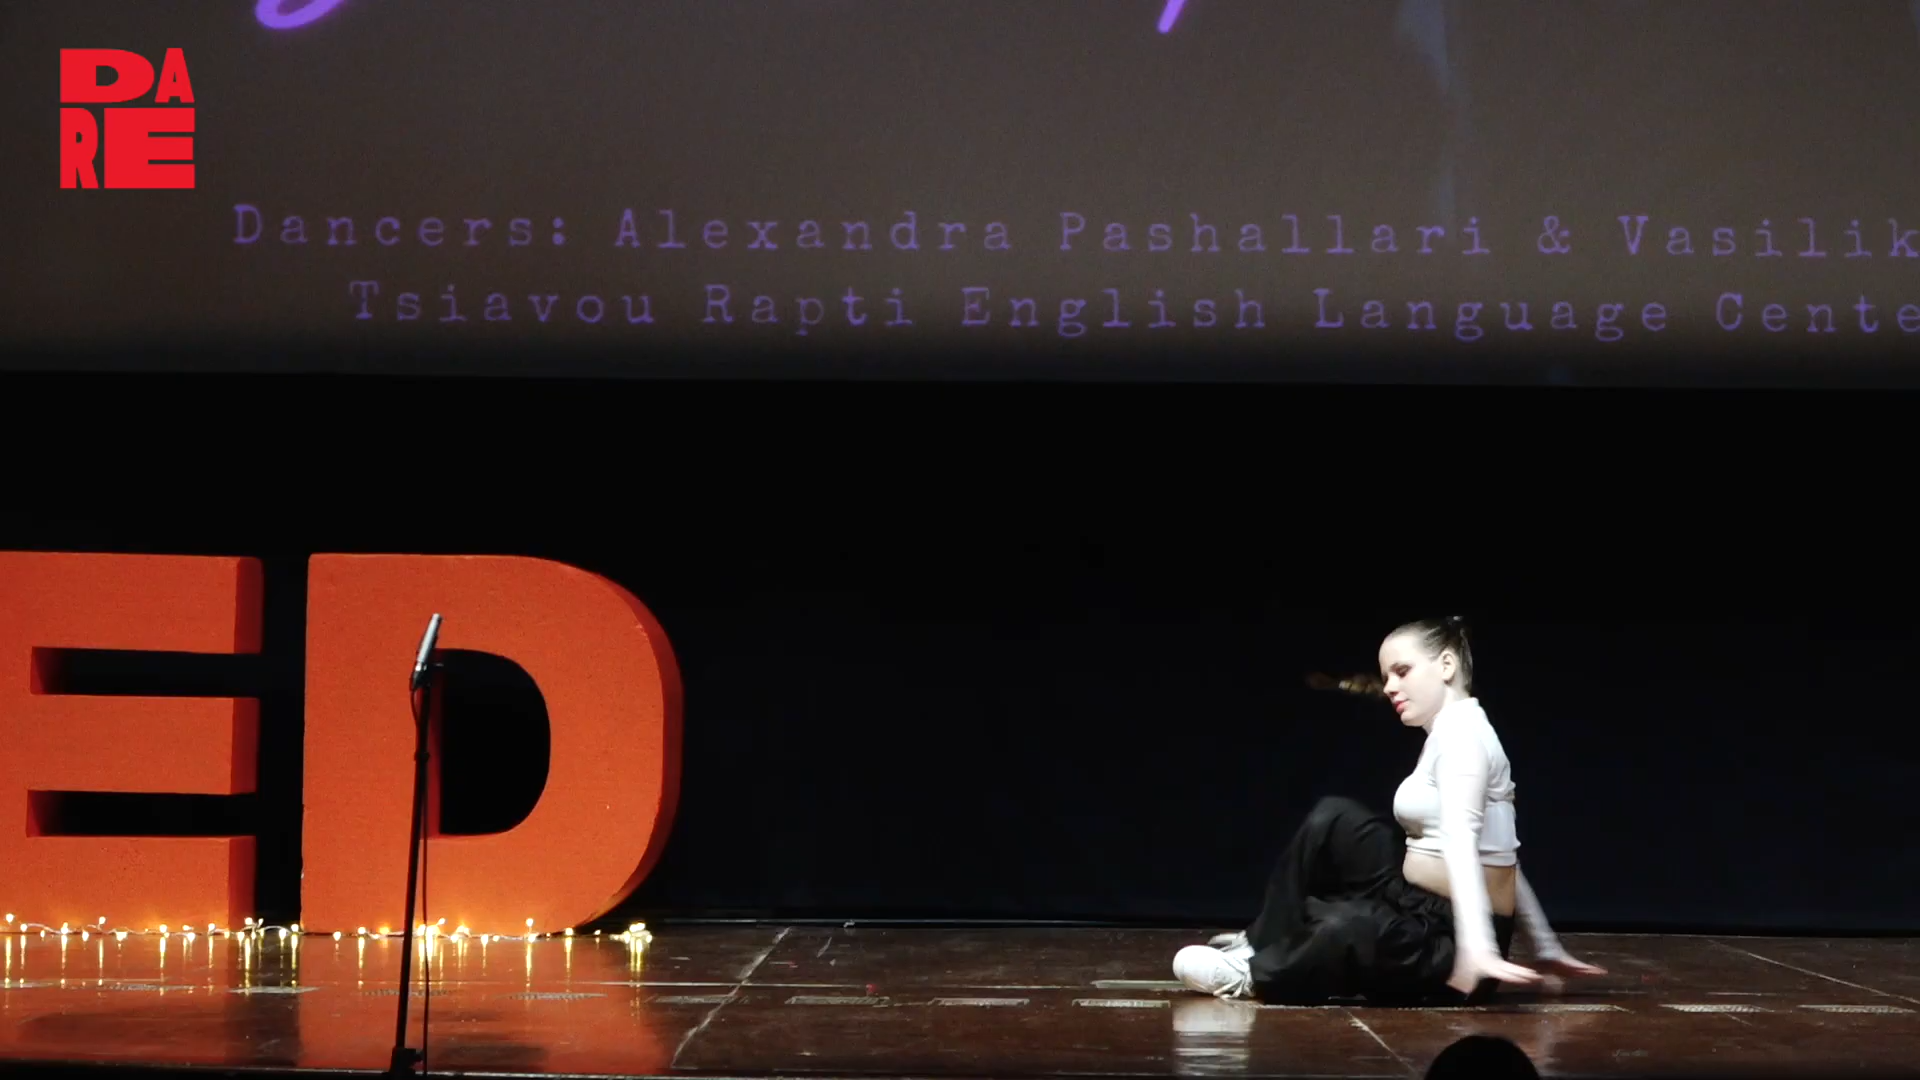 DA
RE
Dancers: Alexandra Pashallari & Vasilik
Tsiavou Rapti English Language Cente
ED